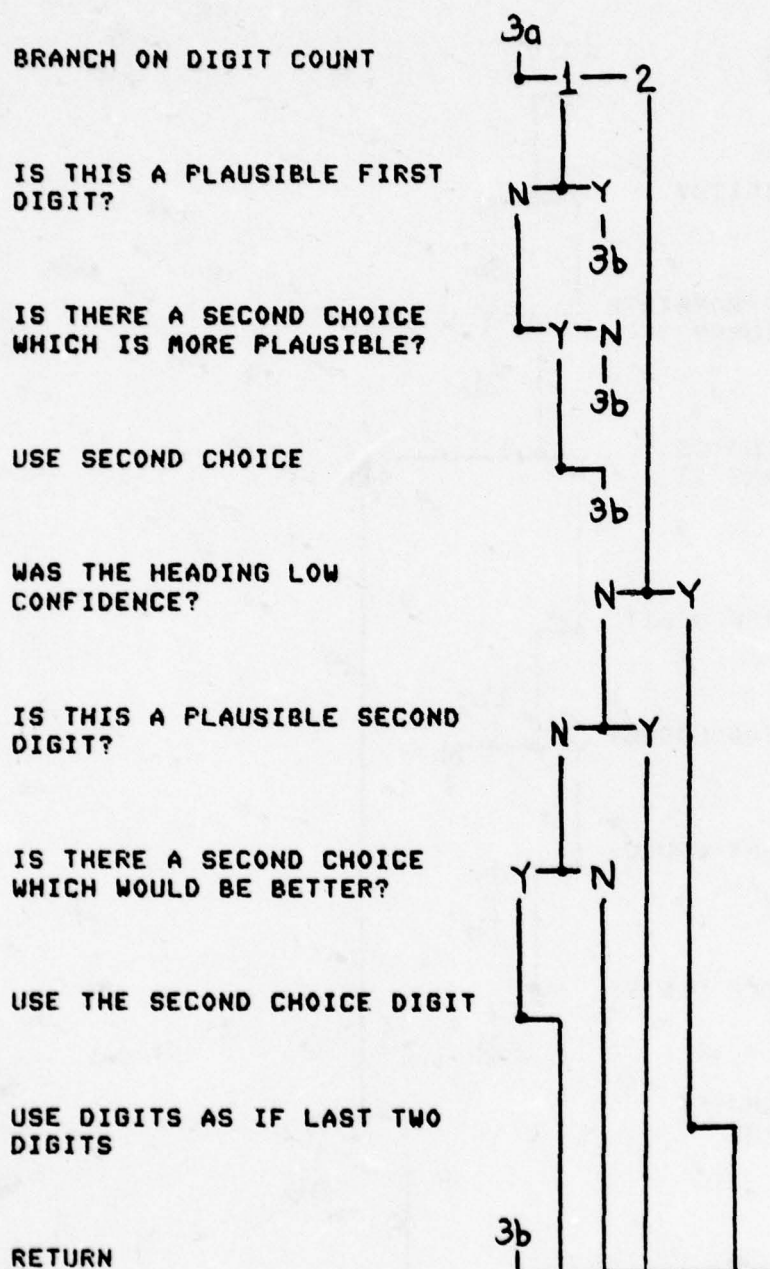 3a
BRANCH ON DIGIT COUNT
1 2
IS THIS A PLAUSIBLE FIRST
DIGIT?
N Y
3b
IS THERE A SECOND CHOICE
WHICH IS MORE PLAUSIBLE?
Y N
3b
USE SECOND CHOICE
3b
WAS THE HEADING LOW
CONFIDENCE?
N Y
IS THIS A PLAUSIBLE SECOND
DIGIT?
N Y
IS THERE A SECOND CHOICE
WHICH WOULD BE BETTER?
Y N
USE THE SECOND CHOICE DIGIT
USE DIGITS AS IF LAST TWO
DIGITS
3b
RETURN